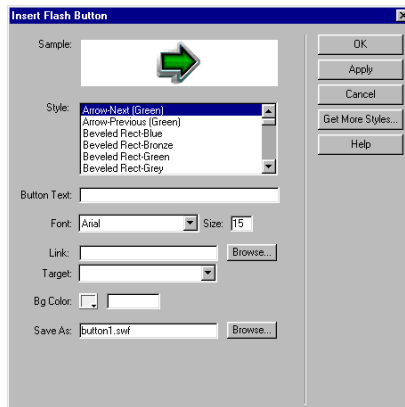 Insert Flash Button
Sample:
OK
Apply
Cancel
Get More Styles...
Help
Style:
Arrow-Next (Green)
Arrow-Previous (Green)
Beveled Rect-Blue
Beveled Rect-Bronze
Beveled Rect-Green
Beveled Rect-Grey
Button Text:
Font: Arial Size: 15
Link: Browse...
Target:
Bg Color:
Save As: button1.swf Browse...